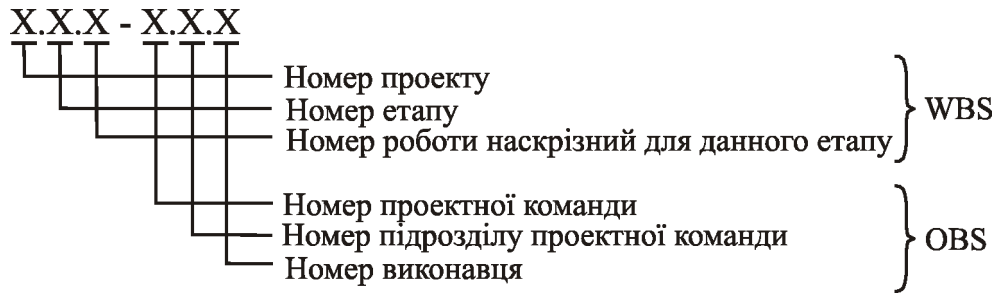 X.X.X - X.X.X
Номер проекту
Номер етапу
WBS
Номер роботи наскрізний для данного етапу
Номер проектної команди
Номер підрозділу проектної команди
OBS
Номер виконавця